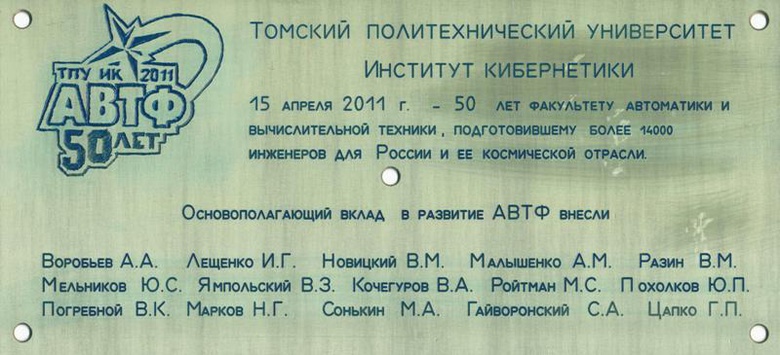 ТПУ ИК 2011
АВТФ
50 ЛЕТ
Томский политехнический университет
Институт кибернетики
15 апреля 2011 г. - 50 лет факультету автоматики и
вычислительной техники, подготовившему более 14000
инженеров для России и ее космической отрасли.
Основополагающий вклад в развитие АВТФ внесли
Воробьев А.А. Лещенко И.Г. Новицкий В.М. Малышенко А.М. Разин В.М.
Мельников Ю.С. Ямпольский В.З. Кочегуров В.А. Ройтман М.С. Похолков Ю.П.
Погребной В.К. Марков Н.Г. Сонькин М.А. Гайворонский С.А. Цапко Г.П.